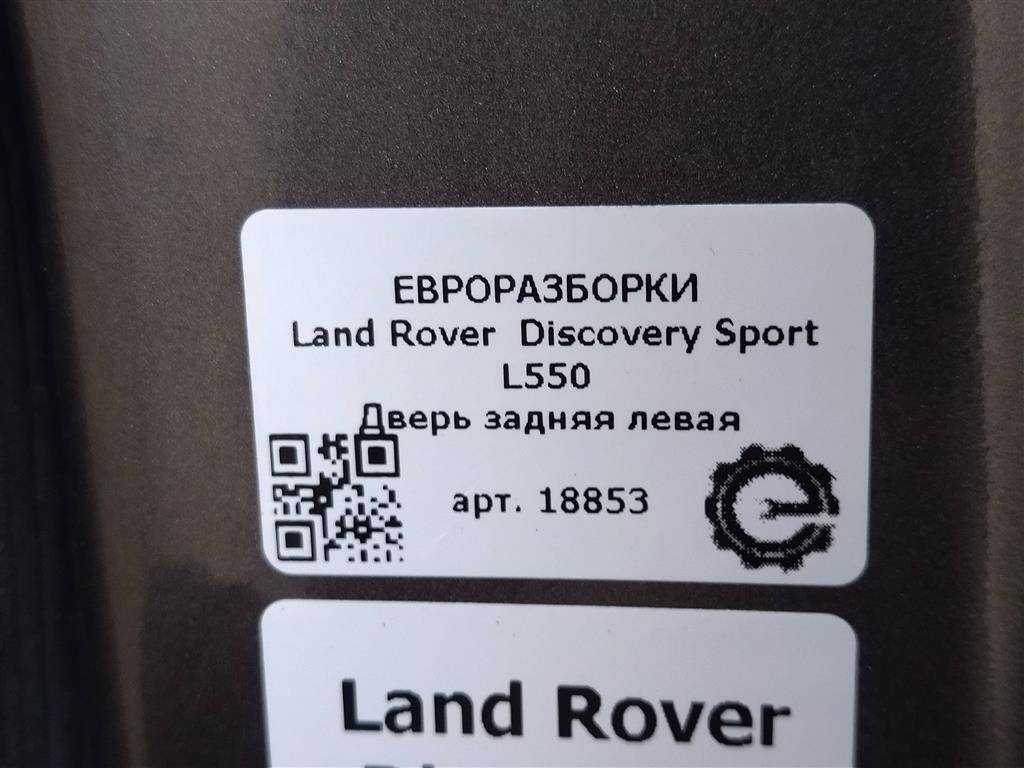 ЕВРОРАЗБОРКИ
Land Rover Discovery Sport
L550
Дверь задняя левая
арт. 18853
Land Rover